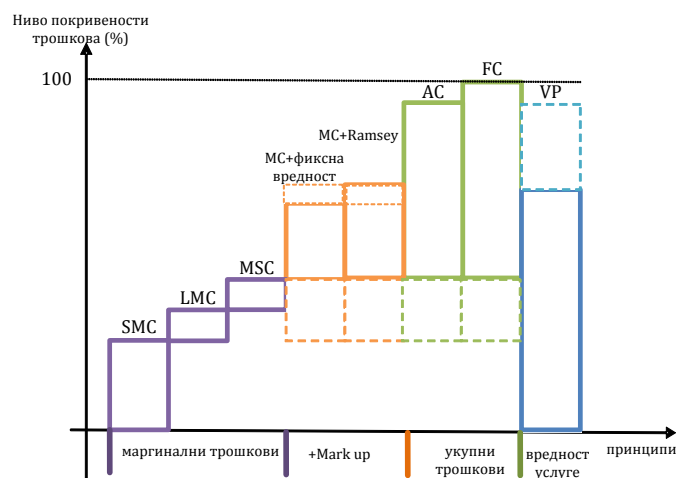 Ниво покривености
трошкова (%)
100
FC
AC
VP
MC+Ramsey
MC+фиксна
вредност
MSC
LMC
SMC
маргинални трошкови
+Mark up
укупни
трошкови
вредност
услуге
принципи